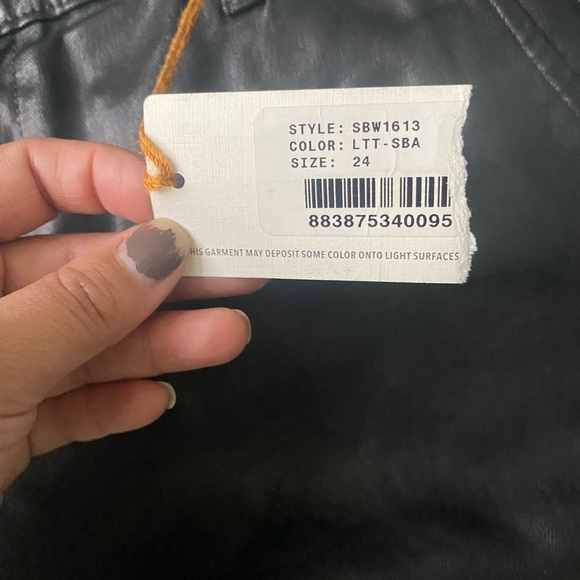 STYLE: SBW1613
COLOR: LTT-SBA
SIZE: 24
883875340095
HIS GARMENT MAY DEPOSIT SOME COLOR ONTO LIGHT SURFACES